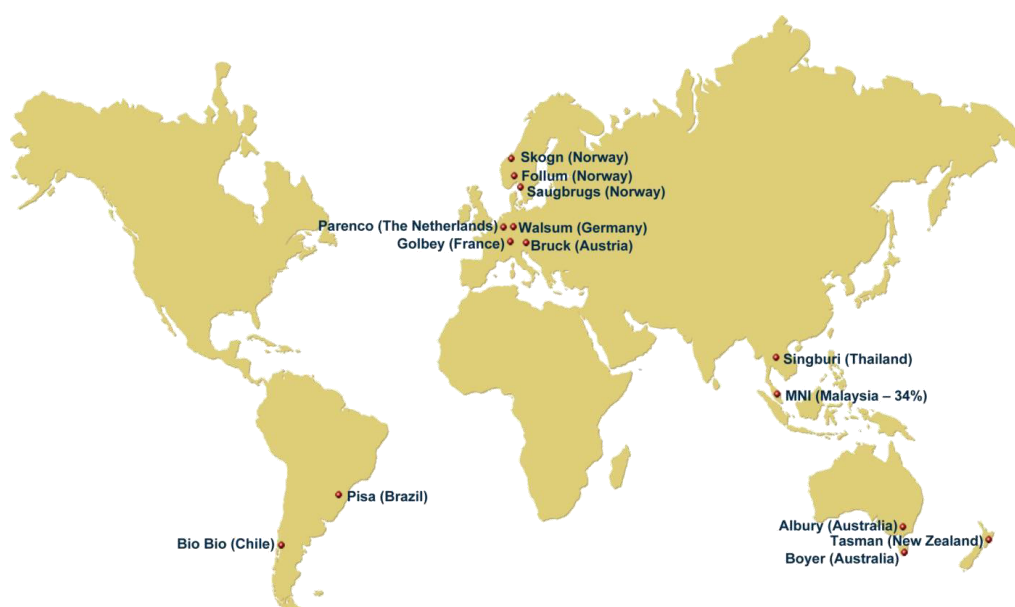 Skogn (Norway)
Follum (Norway)
Saugbrugs (Norway)
Parenco (The Netherlands)
Walsum (Germany)
Golbey (France)
Bruck (Austria)
Singburi (Thailand)
MNI (Malaysia – 34%)
Pisa (Brazil)
Bio Bio (Chile)
Albury (Australia)
Tasman (New Zealand)
Boyer (Australia)